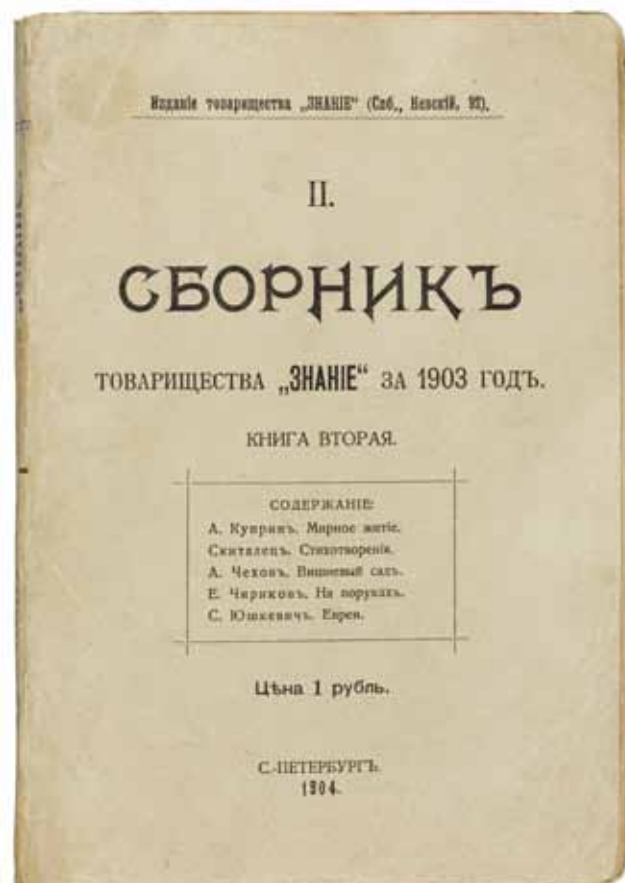 Изданіе товарищества „ЗНАНІЕ“ (Спб., Невскій, 92).
II.
СБОРНИКЪ
ТОВАРИЩЕСТВА „ЗНАНІЕ“ ЗА 1903 ГОДЪ.
КНИГА ВТОРАЯ.
СОДЕРЖАНІЕ:
А. Купринъ. Мирное житіе.
Скиталецъ. Стихотворенія.
А. Чеховъ. Вишневый садъ.
Е. Чириковъ. На порукахъ.
С. Юшкевичъ. Евреи.
Цѣна 1 рубль.
С.-ПЕТЕРБУРГЪ.
1904.